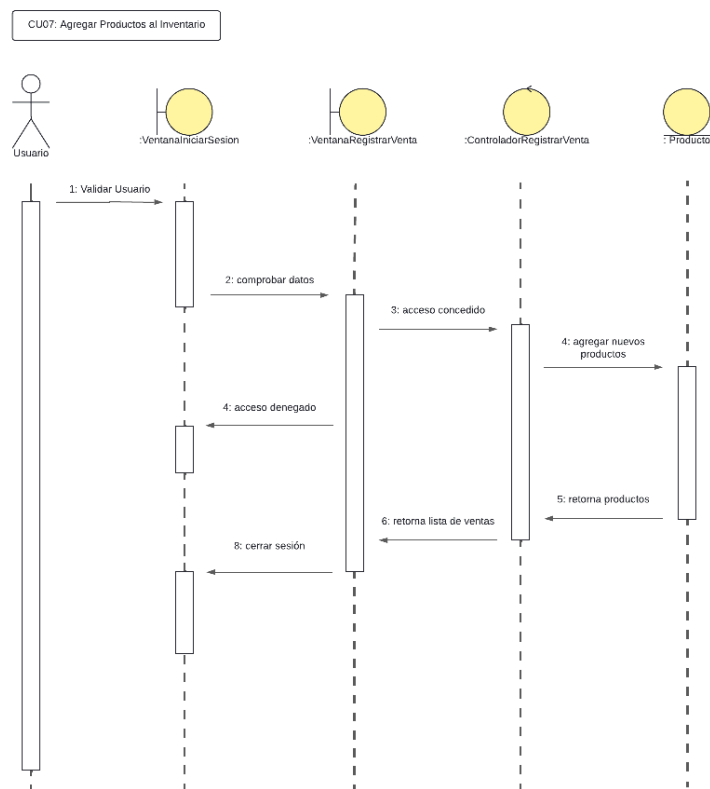 CU07: Agregar Productos al Inventario
Usuario
:VentanaIniciarSesion
:VentanaRegistrarVenta
:ControladorRegistrarVenta
: Producto
1: Validar Usuario
2: comprobar datos
3: acceso concedido
4: agregar nuevos
productos
4: acceso denegado
5: retorna productos
6: retorna lista de ventas
8: cerrar sesión